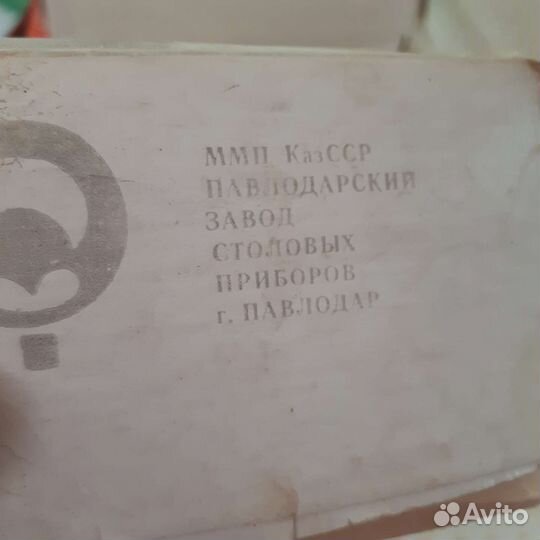 ММП КазССР
ПАВЛОДАРСКИЙ
ЗАВОД
СТОЛОВЫХ
ПРИБОРОВ
г. ПАВЛОДАР
Avito